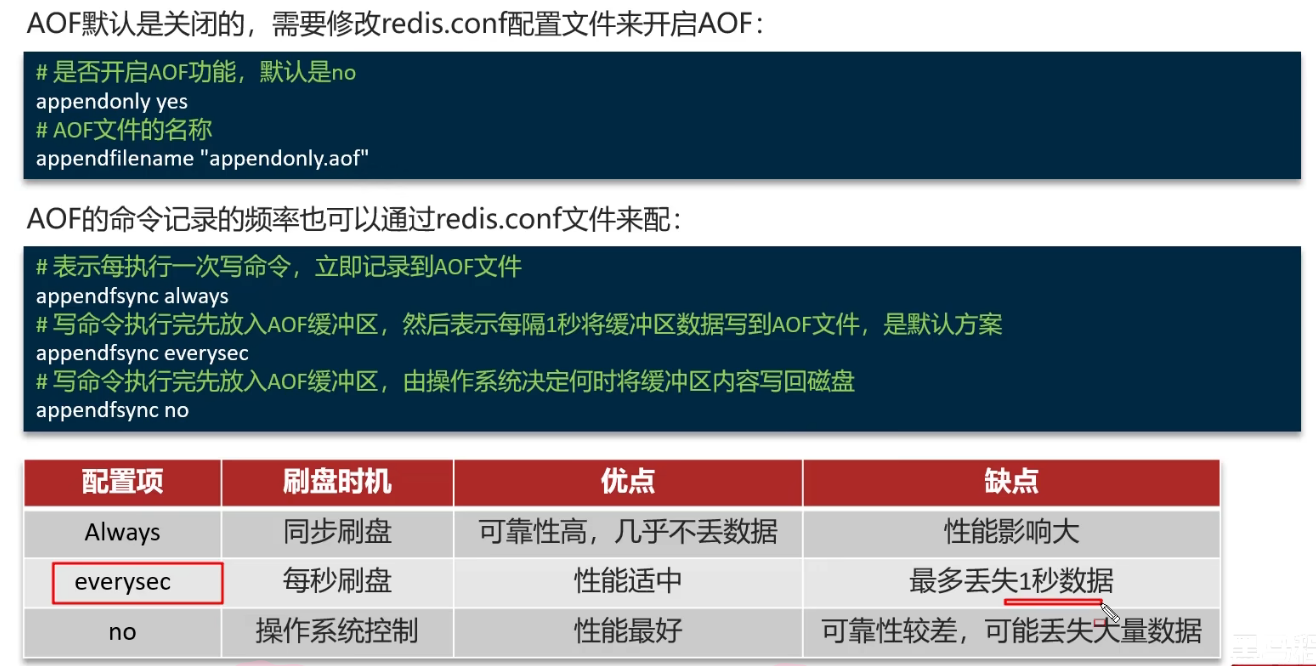 AOF默认是关闭的，需要修改redis.conf配置文件来开启AOF：
# 是否开启AOF功能，默认是no
appendonly yes
# AOF文件的名称
appendfilename "appendonly.aof"
AOF的命令记录的频率也可以通过redis.conf文件来配：
# 表示每执行一次写命令，立即记录到AOF文件
appendfsync always
# 写命令执行完先放入AOF缓冲区，然后表示每隔1秒将缓冲区数据写到AOF文件，是默认方案
appendfsync everysec
# 写命令执行完先放入AOF缓冲区，由操作系统决定何时将缓冲区内容写回磁盘
appendfsync no
配置项 刷盘时机 优点 缺点
Always 同步刷盘 可靠性高，几乎不丢数据 性能影响大
everysec 每秒刷盘 性能适中 最多丢失1秒数据
no 操作系统控制 性能最好 可靠性较差，可能丢失大量数据